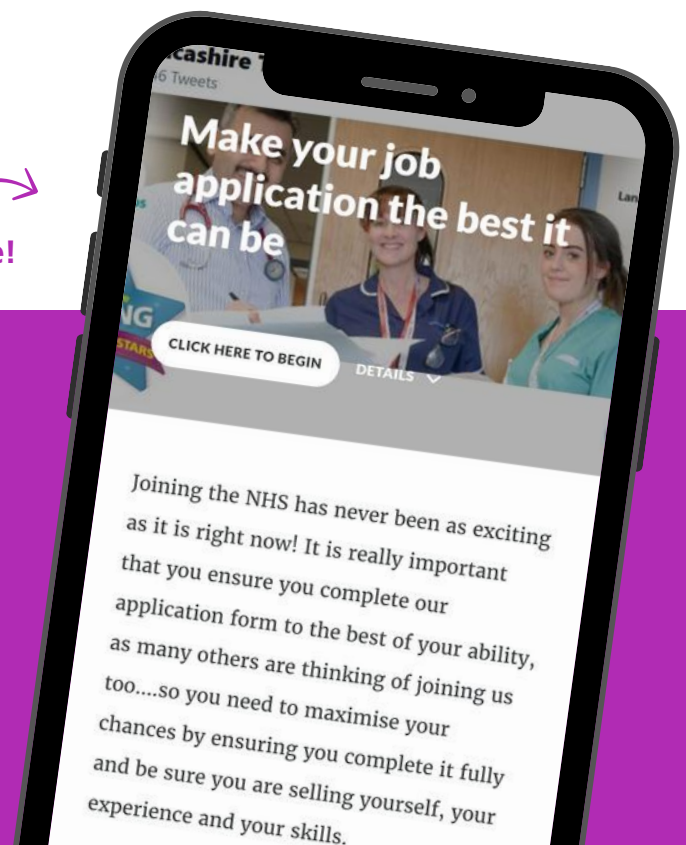 cashire
6 Tweets
Make your job
application the best it
can be
Lan
NG
STARS
e!
CLICK HERE TO BEGIN
DETAILS
Joining the NHS has never been as exciting
as it is right now! It is really important
that you ensure you complete our
application form to the best of your ability,
as many others are thinking of joining us
too....so you need to maximise your
chances by ensuring you complete it fully
and be sure you are selling yourself, your
experience and your skills.